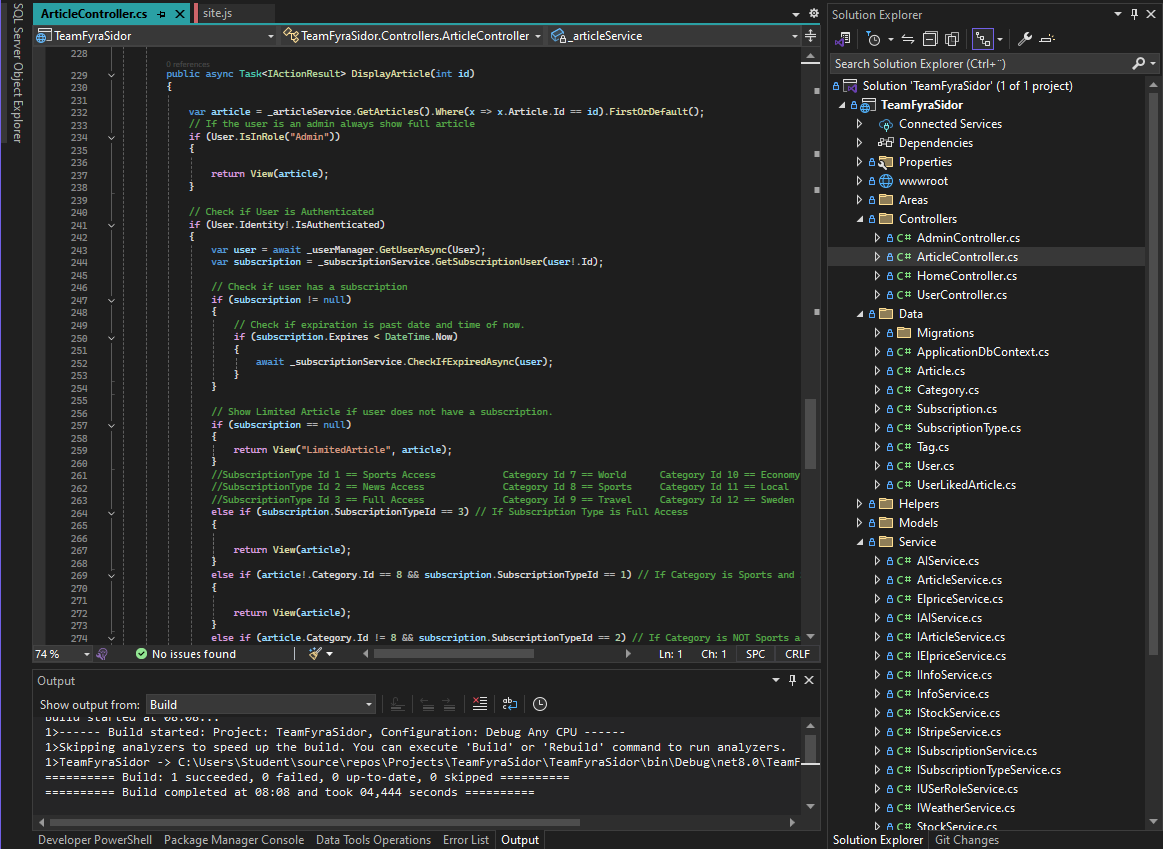 SQL Server Object Explorer
ArticleController.cs
site.js
TeamFyraSidor
TeamFyraSidor.Controllers.ArticleController
_articleService
228
0 references
229 public async Task<IActionResult> DisplayArticle(int id)
230 {
231
232 var article = _articleService.GetArticles().Where(x => x.Article.Id == id).FirstOrDefault();
233 // If the user is an admin always show full article
234 if (User.IsInRole("Admin"))
235 {
236
237 return View(article);
238 }
239
240 // Check if User is Authenticated
241 if (User.Identity!.IsAuthenticated)
242 {
243 var user = await _userManager.GetUserAsync(User);
244 var subscription = _subscriptionService.GetSubscriptionUser(user!.Id);
245
246 // Check if user has a subscription
247 if (subscription != null)
248 {
249 // Check if expiration is past date and time of now.
250 if (subscription.Expires < DateTime.Now)
251 {
252 await _subscriptionService.CheckIfExpiredAsync(user);
253 }
254 }
255
256 // Show Limited Article if user does not have a subscription.
257 if (subscription == null)
258 {
259 return View("LimitedArticle", article);
260 }
261 //SubscriptionType Id 1 == Sports Access Category Id 7 == World Category Id 10 == Economy
262 //SubscriptionType Id 2 == News Access Category Id 8 == Sports Category Id 11 == Local
263 //SubscriptionType Id 3 == Full Access Category Id 9 == Travel Category Id 12 == Sweden
264 else if (subscription.SubscriptionTypeId == 3) // If Subscription Type is Full Access
265 {
266
267 return View(article);
268 }
269 else if (article!.Category.Id == 8 && subscription.SubscriptionTypeId == 1) // If Category is Sports and
270 {
271
272 return View(article);
273 }
274 else if (article.Category.Id != 8 && subscription.SubscriptionTypeId == 2) // If Category is NOT Sports a
74 %
No issues found
Ln: 1 Ch: 1 SPC CRLF
Output
Show output from: Build
Build started at 08:08...
1>------ Build started: Project: TeamFyraSidor, Configuration: Debug Any CPU ------
1>Skipping analyzers to speed up the build. You can execute 'Build' or 'Rebuild' command to run analyzers.
1>TeamFyraSidor -> C:\Users\Student\source\repos\Projects\TeamFyraSidor\TeamFyraSidor\bin\Debug\net8.0\TeamF
========== Build: 1 succeeded, 0 failed, 0 up-to-date, 0 skipped ==========
========== Build completed at 08:08 and took 04,444 seconds ==========
Developer PowerShell Package Manager Console Data Tools Operations Error List Output
Solution Explorer
Search Solution Explorer (Ctrl+¨)
Solution 'TeamFyraSidor' (1 of 1 project)
TeamFyraSidor
Connected Services
Dependencies
Properties
wwwroot
Areas
Controllers
C# AdminController.cs
C# ArticleController.cs
C# HomeController.cs
C# UserController.cs
Data
Migrations
C# ApplicationDbContext.cs
C# Article.cs
C# Category.cs
C# Subscription.cs
C# SubscriptionType.cs
C# Tag.cs
C# User.cs
C# UserLikedArticle.cs
Helpers
Models
Service
C# AIService.cs
C# ArticleService.cs
C# ElpriceService.cs
C# IAIService.cs
C# IArticleService.cs
C# IElpriceService.cs
C# IInfoService.cs
C# InfoService.cs
C# IStockService.cs
C# IStripeService.cs
C# ISubscriptionService.cs
C# ISubscriptionTypeService.cs
C# IUSerRoleService.cs
C# IWeatherService.cs
C# StockService.cs
Solution Explorer Git Changes